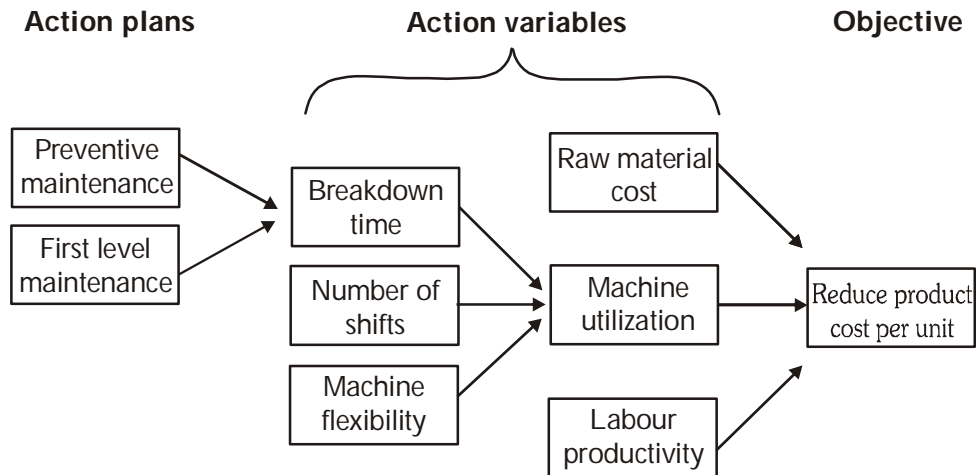 Action plans
Action variables
Objective
Preventive
maintenance
First level
maintenance
Breakdown
time
Number of
shifts
Machine
flexibility
Raw material
cost
Machine
utilization
Labour
productivity
Reduce product
cost per unit